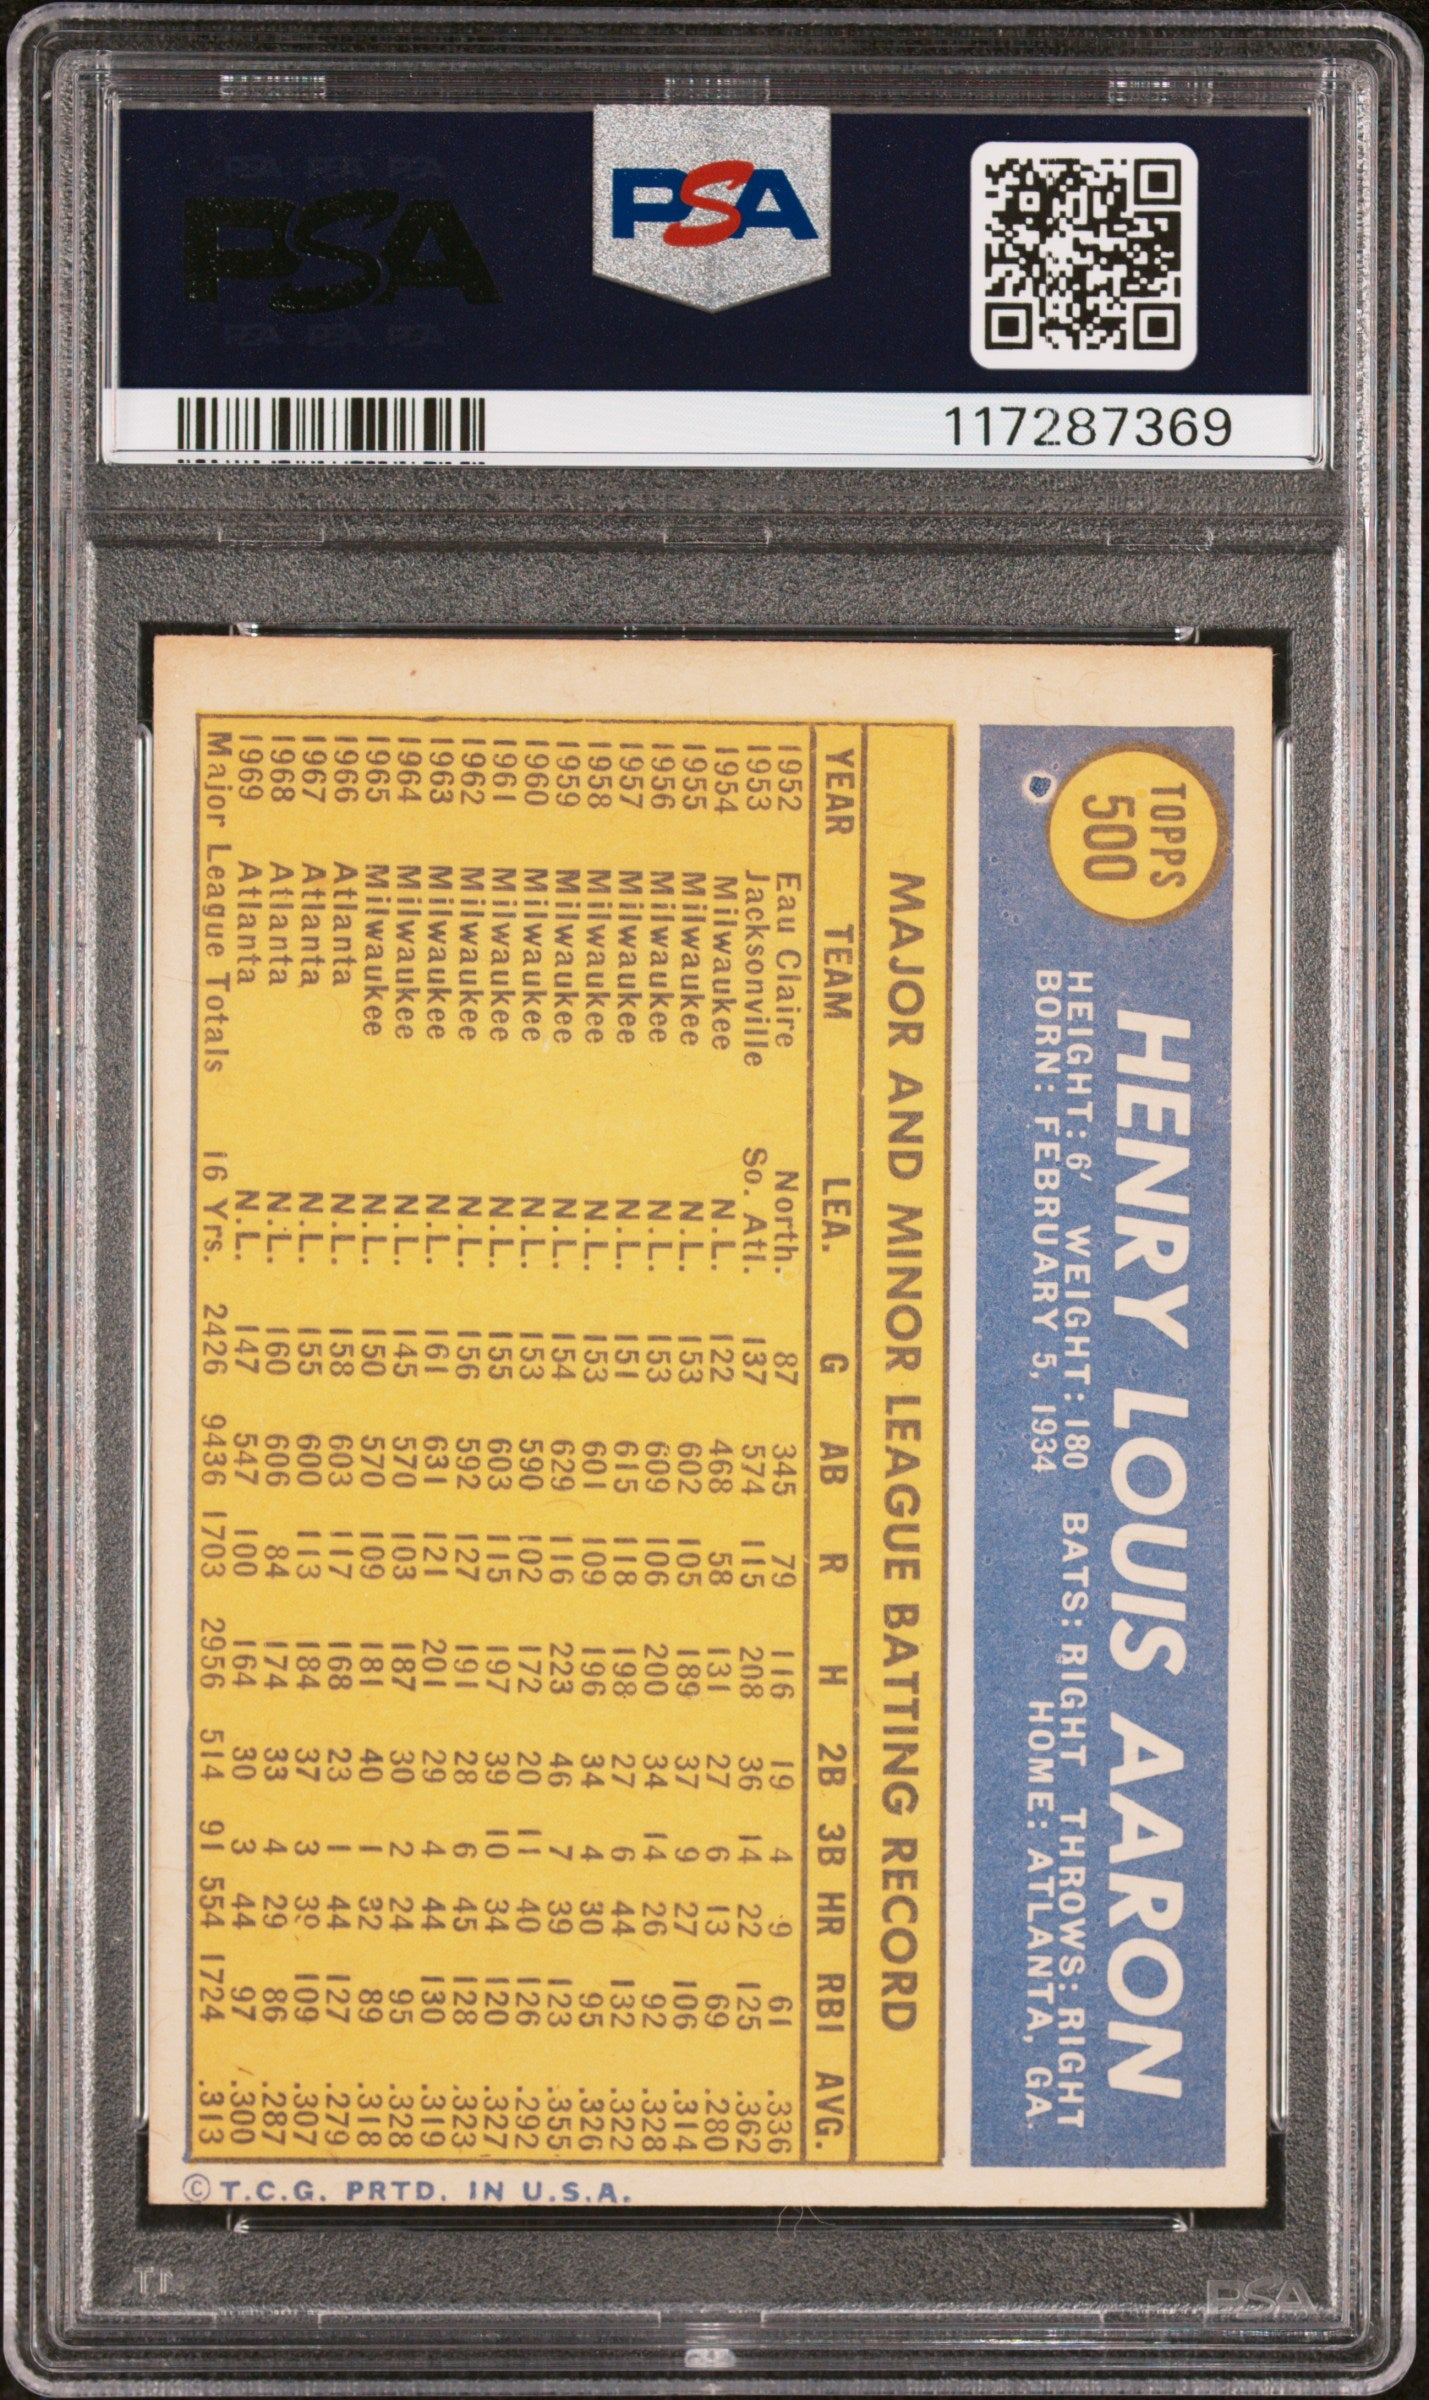 PSA
PSA PSA PSA
PSA
PSA PSA PSA
117287369
TOPPS
500
HENRY LOUIS AARON
HEIGHT: 6' WEIGHT: 180 BATS: RIGHT THROWS: RIGHT
BORN: FEBRUARY 5, 1934 HOME: ATLANTA, GA.
MAJOR AND MINOR LEAGUE BATTING RECORD
YEAR TEAM LEA. G AB R H 2B 3B HR RBI AVG.
1952 Eau Claire North. 87 345 79 116 19 4 9 61 .336
1953 Jacksonville So. Atl. 137 574 115 208 36 14 22 125 .362
1954 Milwaukee N.L. 122 468 58 131 27 6 13 69 .280
1955 Milwaukee N.L. 153 602 105 189 37 9 27 106 .314
1956 Milwaukee N.L. 153 609 106 200 34 14 26 92 .328
1957 Milwaukee N.L. 151 615 118 198 27 6 44 132 .322
1958 Milwaukee N.L. 153 601 109 196 34 4 30 95 .326
1959 Milwaukee N.L. 154 629 116 223 46 7 39 123 .355
1960 Milwaukee N.L. 153 590 102 172 20 11 40 126 .292
1961 Milwaukee N.L. 155 603 115 197 39 10 34 120 .327
1962 Milwaukee N.L. 156 592 127 191 28 6 45 128 .323
1963 Milwaukee N.L. 161 631 121 201 29 4 44 130 .319
1964 Milwaukee N.L. 145 570 103 187 30 2 24 95 .328
1965 Milwaukee N.L. 150 570 109 181 40 1 32 89 .318
1966 Atlanta N.L. 158 603 117 168 23 1 44 127 .279
1967 Atlanta N.L. 155 600 113 184 37 3 39 109 .307
1968 Atlanta N.L. 160 606 84 174 33 4 29 86 .287
1969 Atlanta N.L. 147 547 100 164 30 3 44 97 .300
Major League Totals 16 Yrs. 2426 9436 1703 2956 514 91 554 1724 .313
© T.C.G. PRTD. IN U.S.A.
PSA